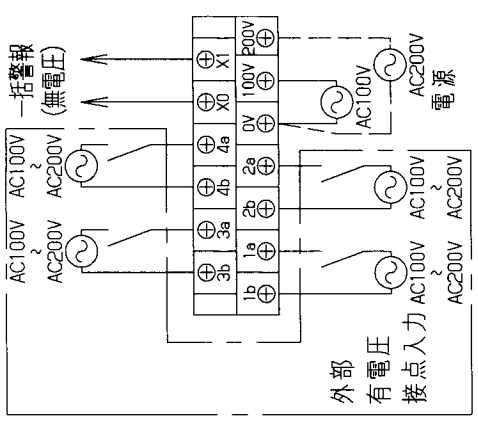 一括警報
(無電圧)
AC100V
~
AC200V
AC100V
~
AC200V
X1
X0
4a
4b
3a
3b
200V
100V
0V
2a
2b
1a
1b
AC100V
AC200V
電源
AC100V
~
AC200V
AC100V
~
AC200V
外部
有電圧
接点入力